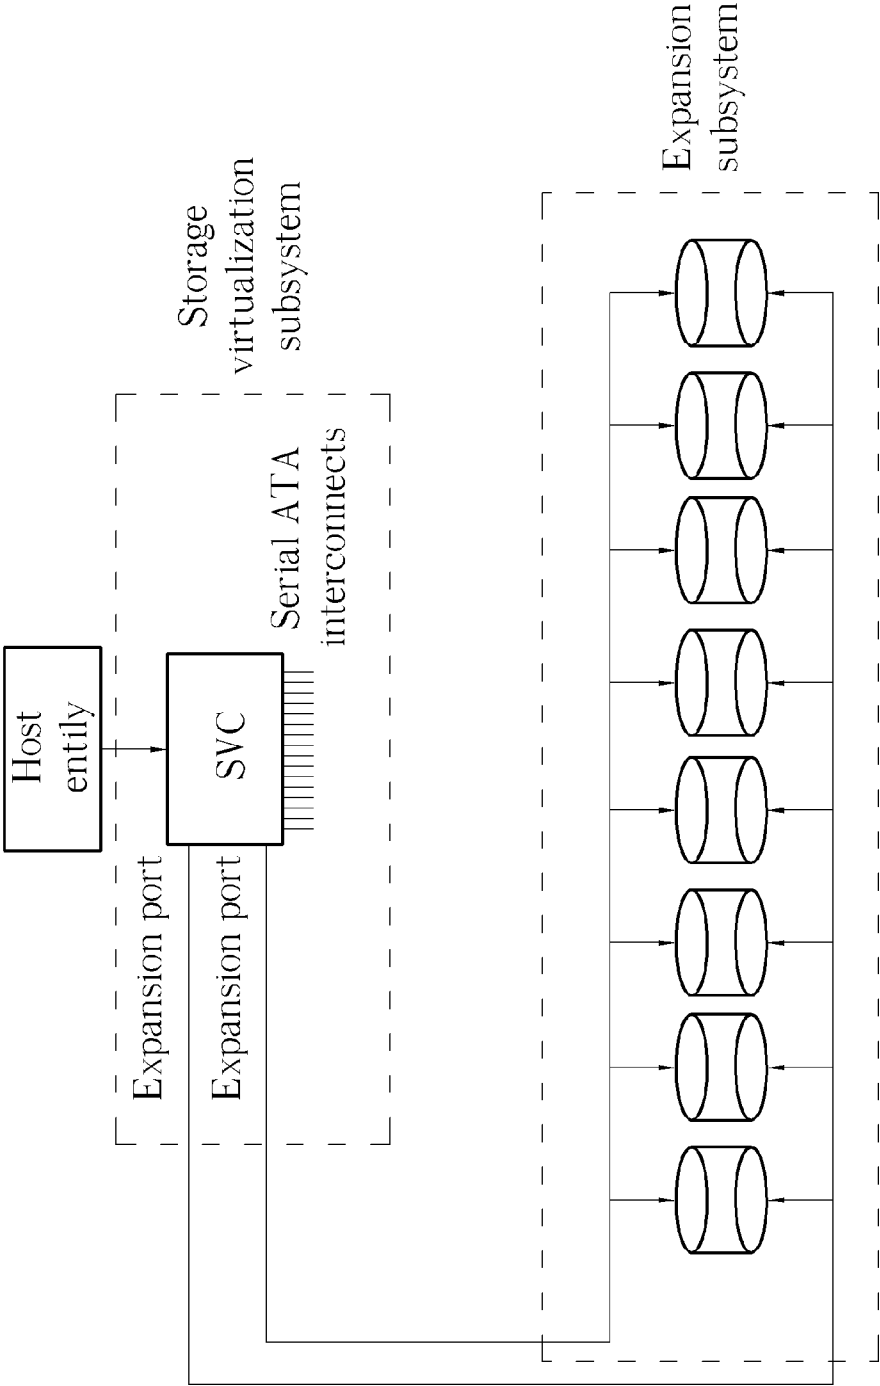 Host
entily
SVC
Expansion port
Expansion port
Serial ATA
interconnects
Storage
virtualization
subsystem
Expansion
subsystem